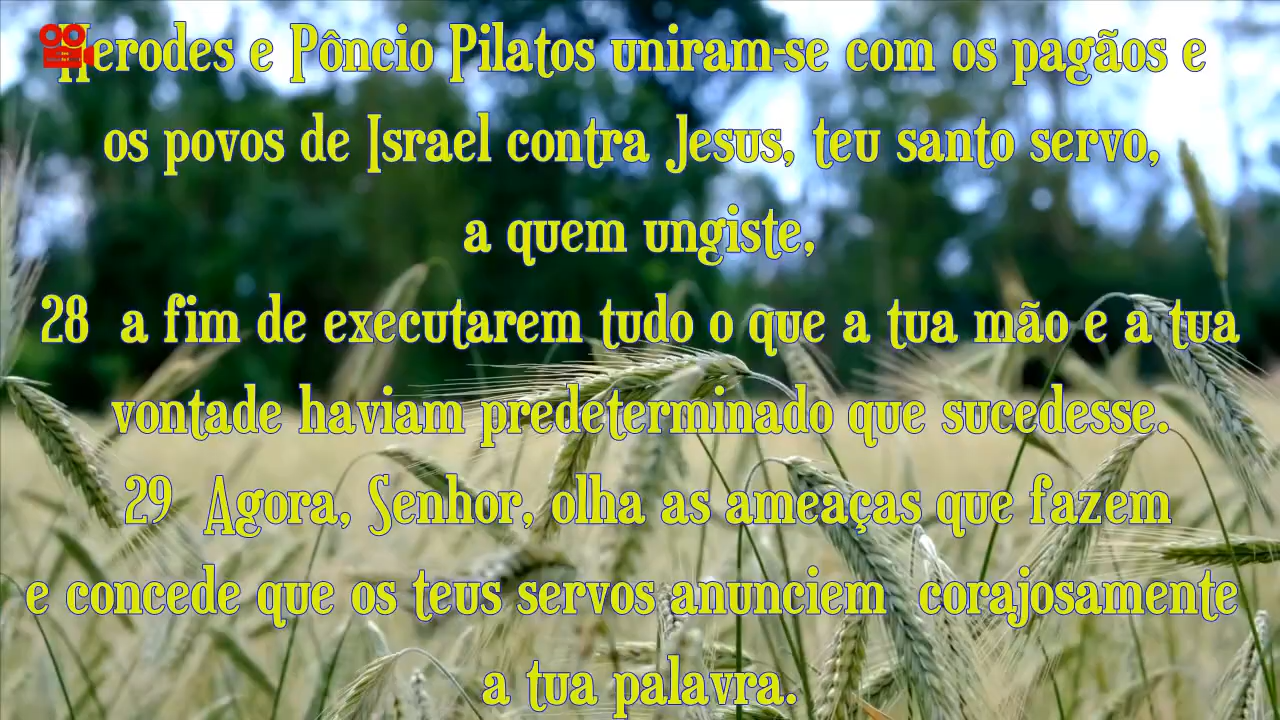 Herodes e Pôncio Pilatos uniram-se com os pagãos e
os povos de Israel contra Jesus, teu santo servo,
a quem ungiste,
28 a fim de executarem tudo o que a tua mão e a tua
vontade haviam predeterminado que sucedesse.
29 Agora, Senhor, olha as ameaças que fazem
e concede que os teus servos anunciem corajosamente
a tua palavra.